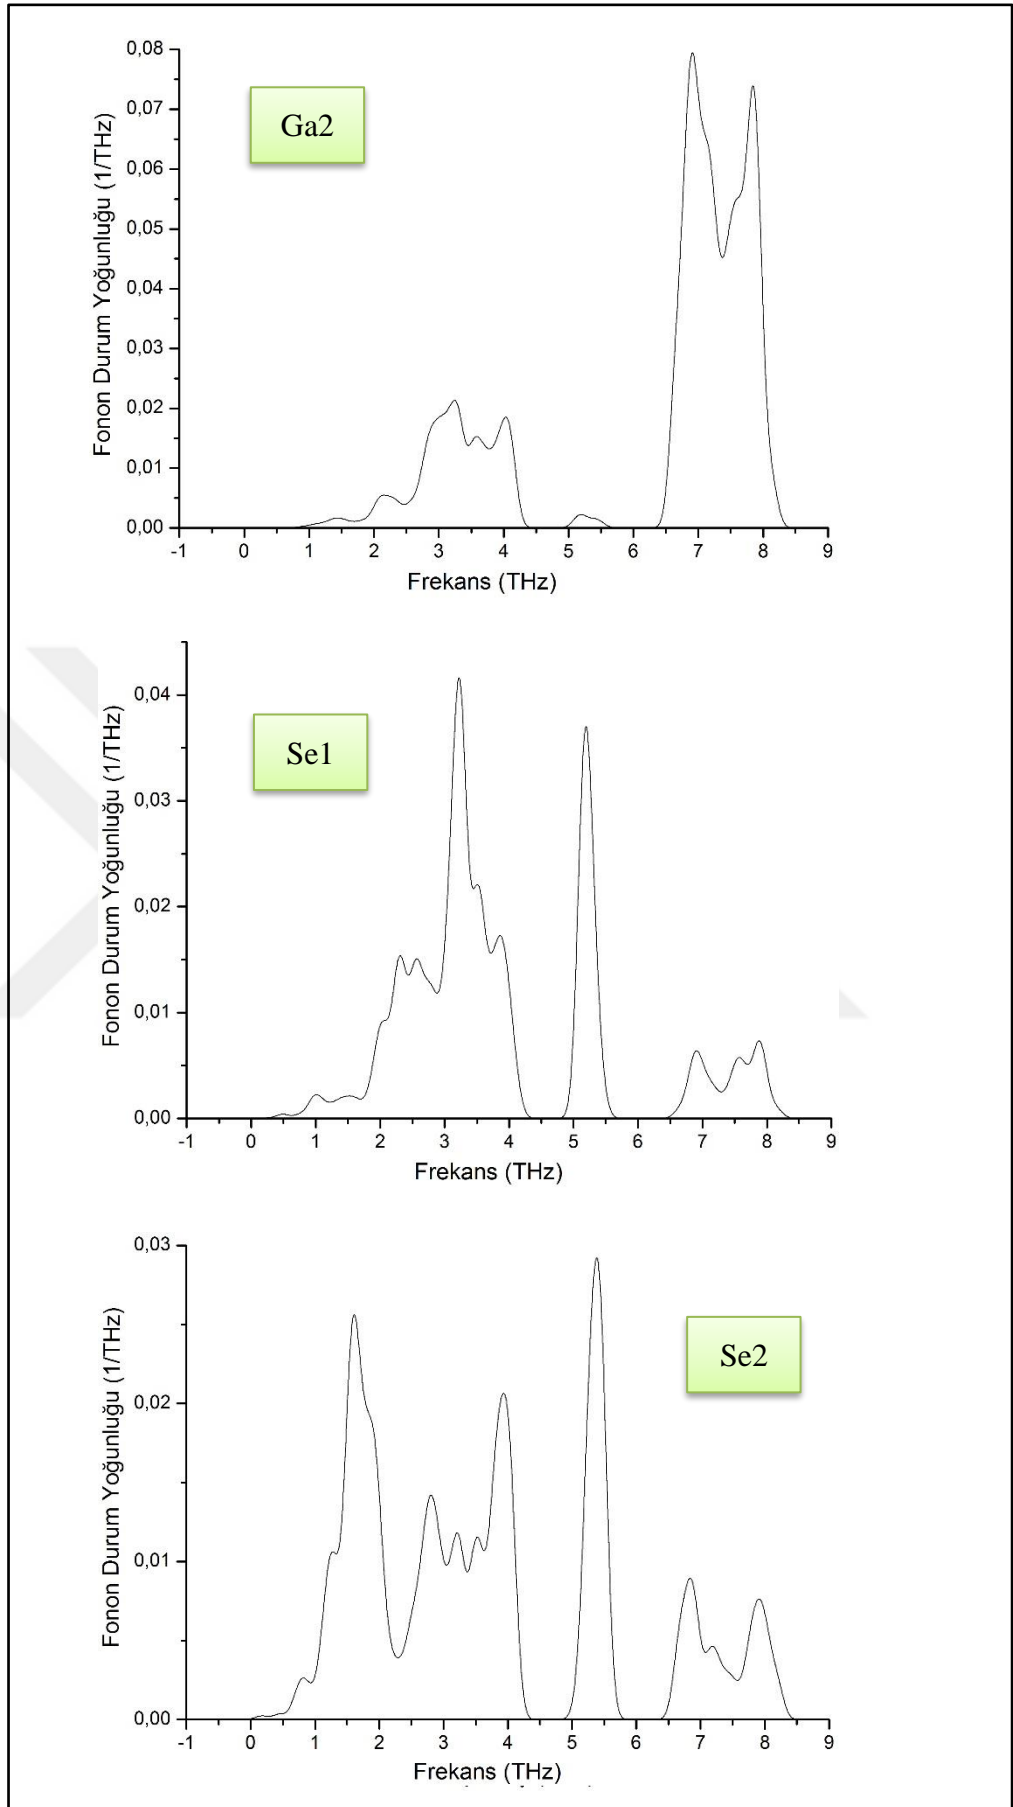 0,08
0,07
0,06
0,05
0,04
0,03
0,02
0,01
0,00
Fonon Durum Yoğunluğu (1/THz)
Ga2
-1 0 1 2 3 4 5 6 7 8 9
Frekans (THz)
0,04
0,03
0,02
0,01
0,00
Fonon Durum Yoğunluğu (1/THz)
Se1
-1 0 1 2 3 4 5 6 7 8 9
Frekans (THz)
0,03
0,02
0,01
0,00
Fonon Durum Yoğunluğu (1/THz)
Se2
-1 0 1 2 3 4 5 6 7 8 9
Frekans (THz)